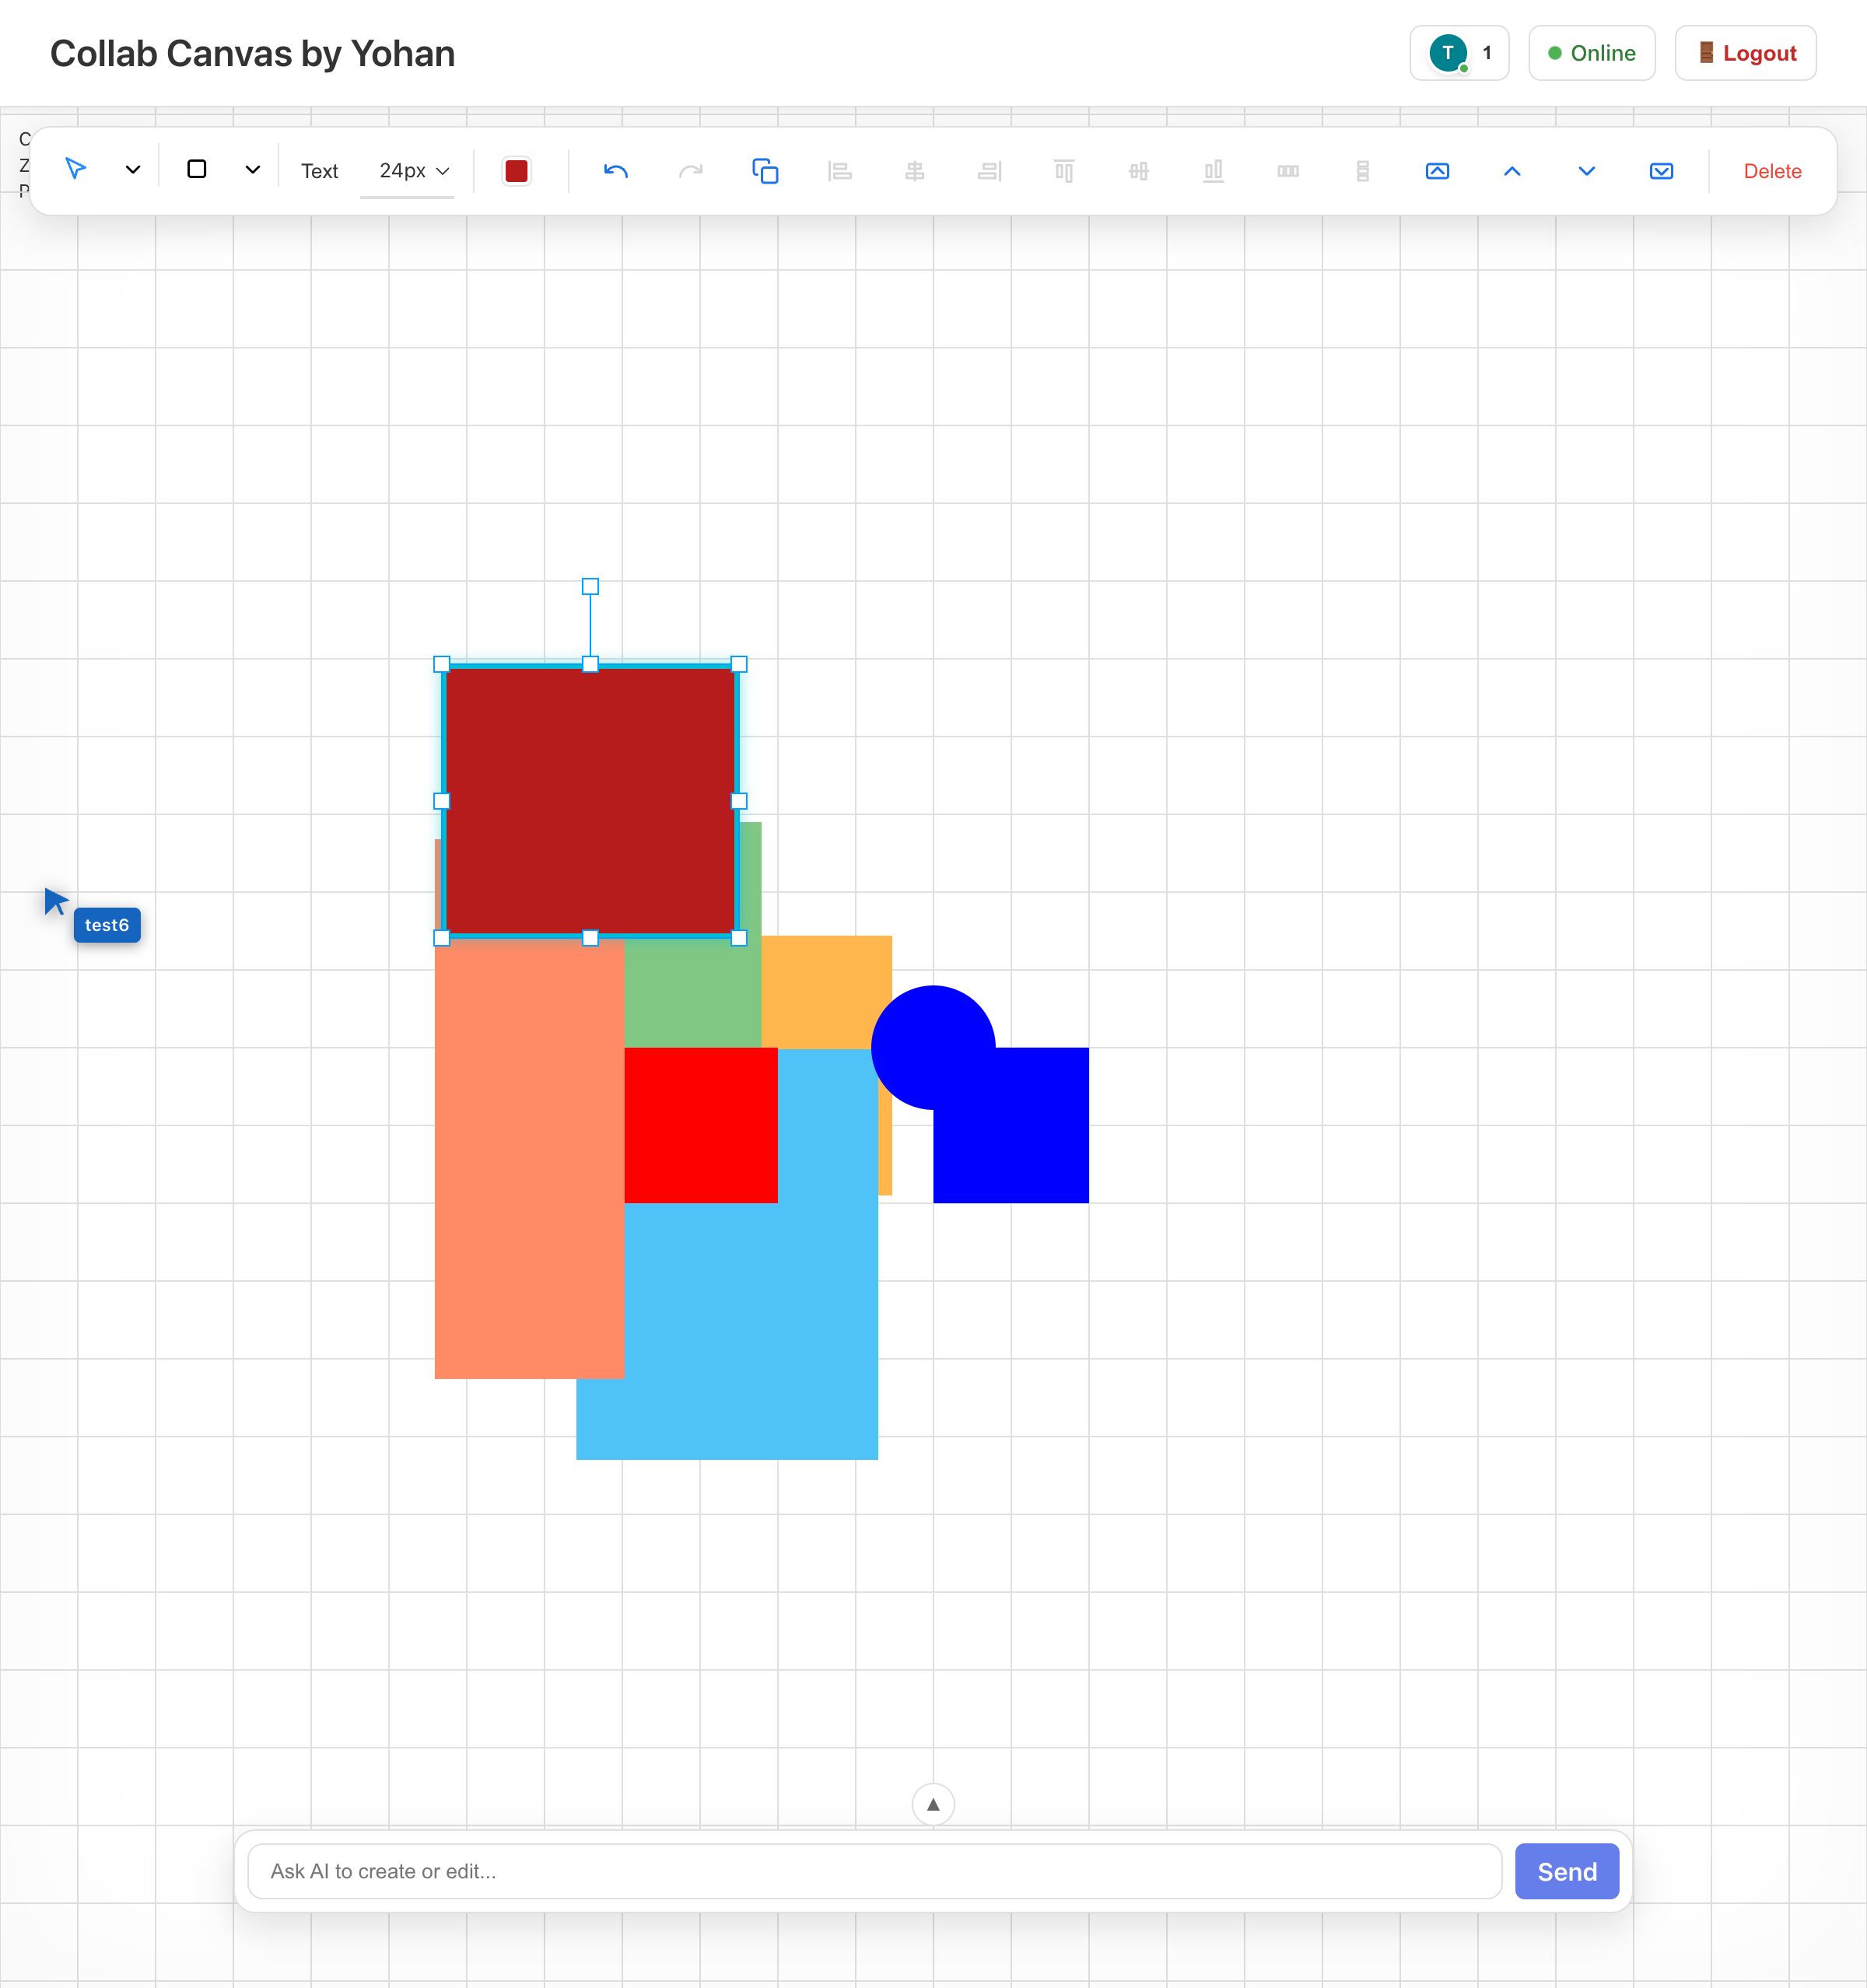 Collab Canvas by Yohan
T 1
Online
Logout
C
Z
P
Text
24px
Delete
test6
Ask AI to create or edit...
Send